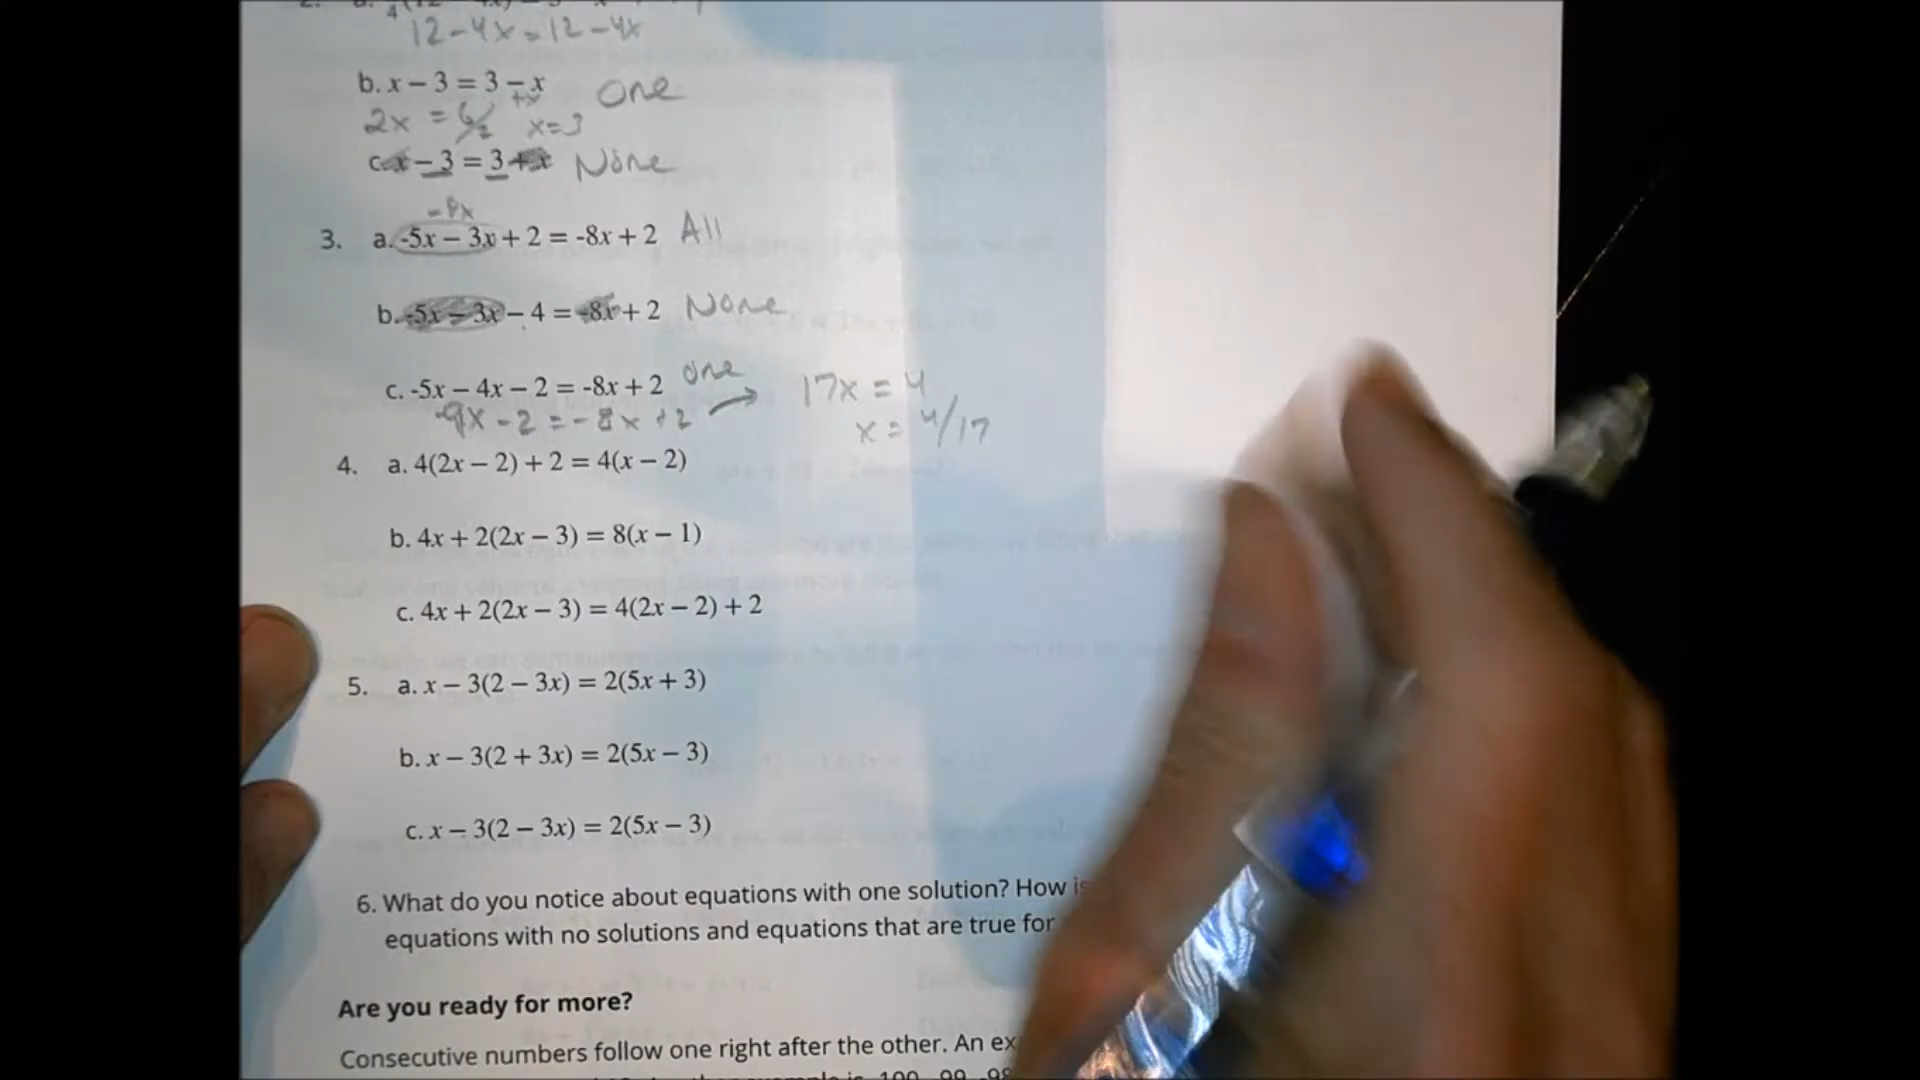 12-4x=12-4x
b. x – 3 = 3 – x One
+x
2x = 6/2 x=3
c. x – 3 = 3 + x None
-8x
3. a. -5x – 3x + 2 = -8x + 2 All
b. -5x – 3x – 4 = -8x + 2 None
c. -5x – 4x – 2 = -8x + 2 One 17x = 4
-9x - 2 = - 8x + 2 → x = 4/17
4. a. 4(2x – 2) + 2 = 4(x – 2)
b. 4x + 2(2x – 3) = 8(x – 1)
c. 4x + 2(2x – 3) = 4(2x – 2) + 2
5. a. x – 3(2 – 3x) = 2(5x + 3)
b. x – 3(2 + 3x) = 2(5x – 3)
c. x – 3(2 – 3x) = 2(5x – 3)
6. What do you notice about equations with one solution? How is
equations with no solutions and equations that are true for
Are you ready for more?
Consecutive numbers follow one right after the other. An ex